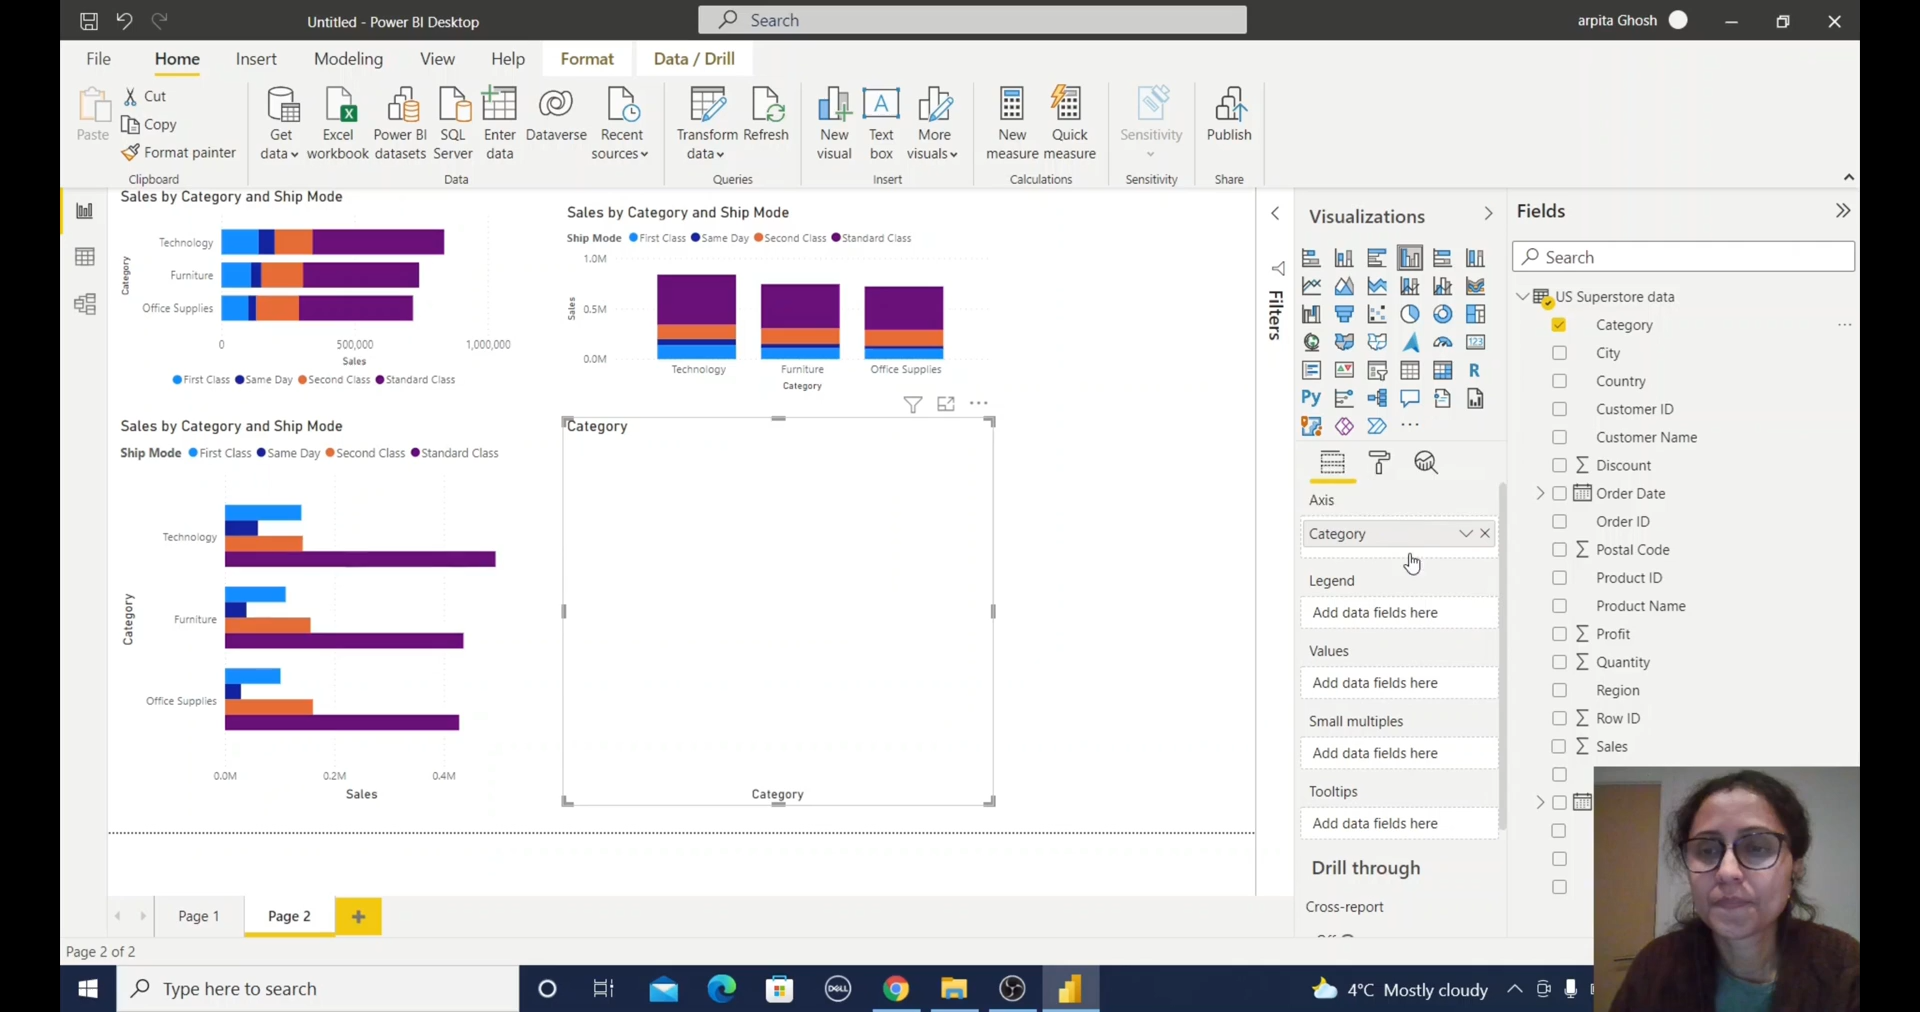 Untitled - Power BI Desktop
Search
arpita Ghosh
File
Home
Insert
Modeling
View
Help
Format
Data / Drill
Paste
Cut
Copy
Format painter
Get data
Excel workbook
Power BI datasets
SQL Server
Enter data
Dataverse
Recent sources
Transform data
Refresh
New visual
Text box
More visuals
New measure
Quick measure
Sensitivity
Publish
Clipboard
Data
Queries
Insert
Calculations
Sensitivity
Share
Sales by Category and Ship Mode
Technology
Furniture
Office Supplies
Category
0
500,000
1,000,000
Sales
First Class
Same Day
Second Class
Standard Class
Sales by Category and Ship Mode
Ship Mode
First Class
Same Day
Second Class
Standard Class
1.0M
0.5M
0.0M
Sales
Technology
Furniture
Office Supplies
Category
Sales by Category and Ship Mode
Ship Mode
First Class
Same Day
Second Class
Standard Class
Technology
Furniture
Office Supplies
Category
0.0M
0.2M
0.4M
Sales
Category
Category
Filters
Visualizations
123
R
Py
Axis
Category
Legend
Add data fields here
Values
Add data fields here
Small multiples
Add data fields here
Tooltips
Add data fields here
Drill through
Cross-report
Fields
Search
US Superstore data
Category
City
Country
Customer ID
Customer Name
Discount
Order Date
Order ID
Postal Code
Product ID
Product Name
Profit
Quantity
Region
Row ID
Sales
Page 1
Page 2
Page 2 of 2
Type here to search
DELL
4°C Mostly cloudy